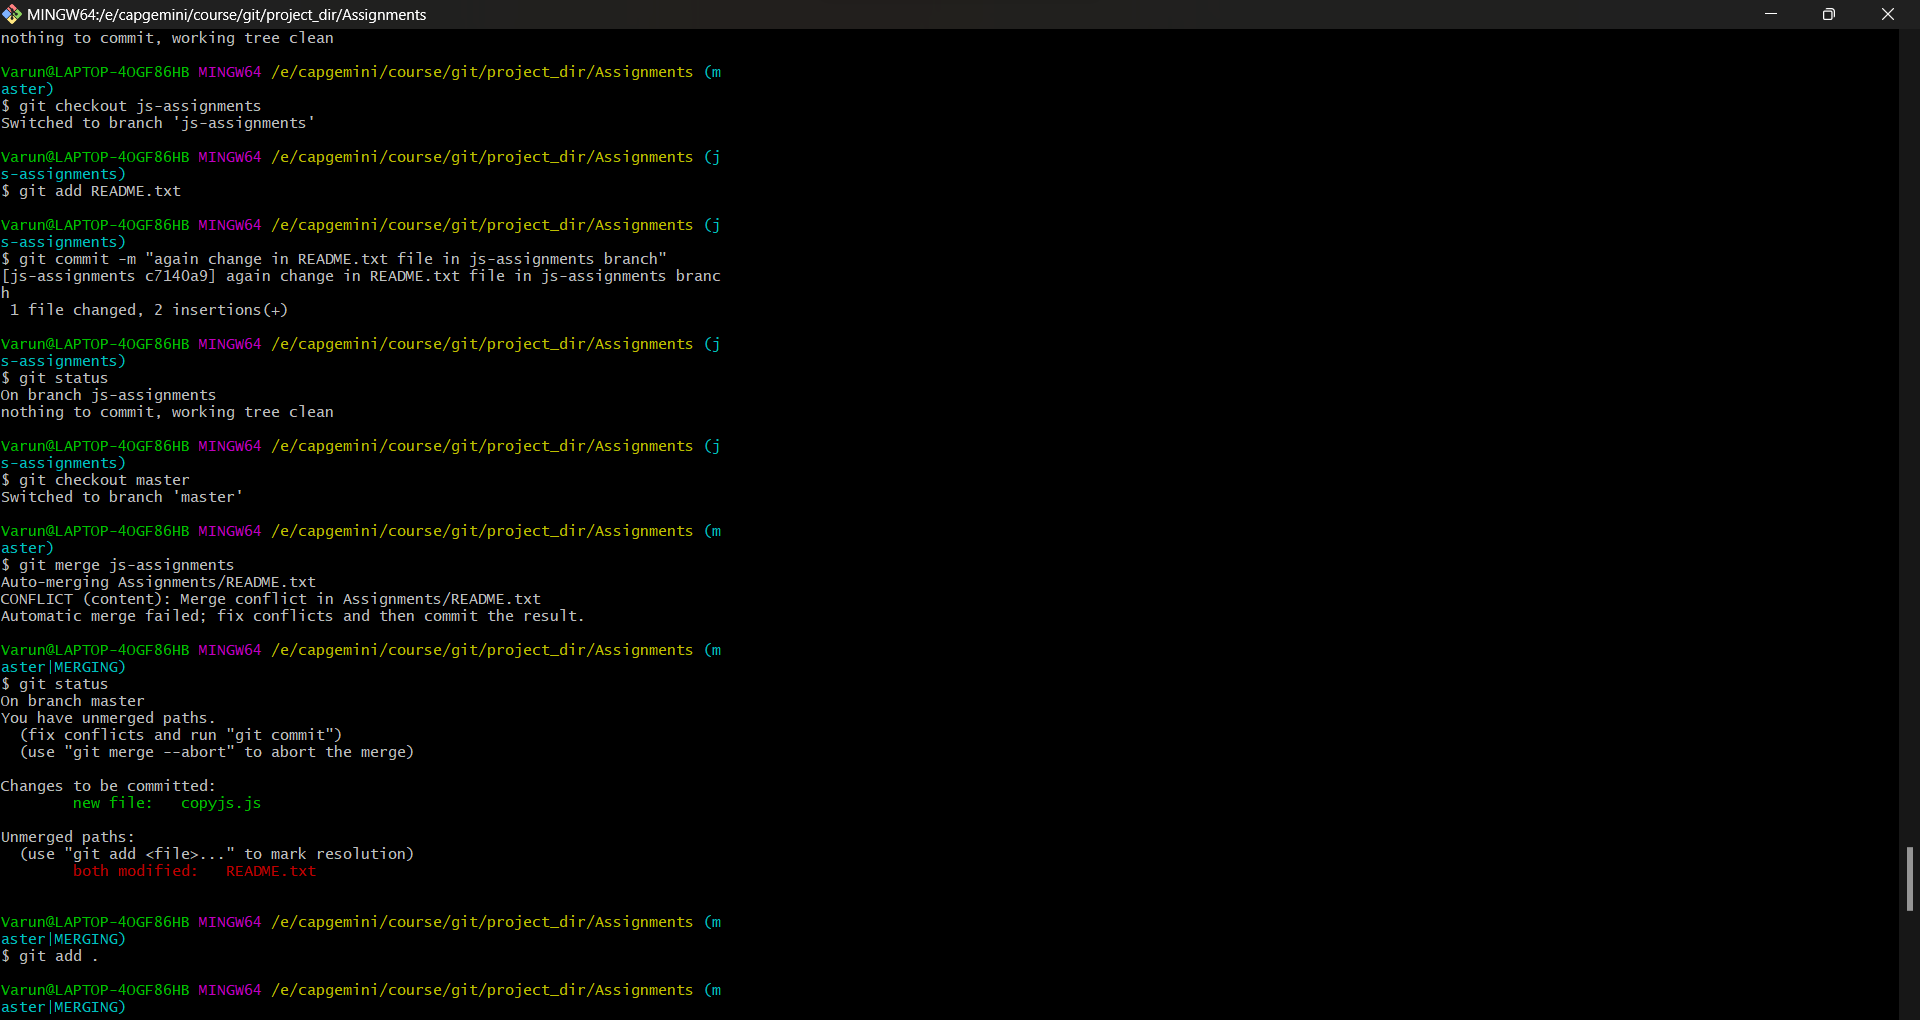 MINGW64:/e/capgemini/course/git/project_dir/Assignments
nothing to commit, working tree clean
Varun@LAPTOP-4OGF86HB MINGW64 /e/capgemini/course/git/project_dir/Assignments (m
aster)
$ git checkout js-assignments
Switched to branch 'js-assignments'
Varun@LAPTOP-4OGF86HB MINGW64 /e/capgemini/course/git/project_dir/Assignments (j
s-assignments)
$ git add README.txt
Varun@LAPTOP-4OGF86HB MINGW64 /e/capgemini/course/git/project_dir/Assignments (j
s-assignments)
$ git commit -m "again change in README.txt file in js-assignments branch"
[js-assignments c7140a9] again change in README.txt file in js-assignments branc
h
 1 file changed, 2 insertions(+)
Varun@LAPTOP-4OGF86HB MINGW64 /e/capgemini/course/git/project_dir/Assignments (j
s-assignments)
$ git status
On branch js-assignments
nothing to commit, working tree clean
Varun@LAPTOP-4OGF86HB MINGW64 /e/capgemini/course/git/project_dir/Assignments (j
s-assignments)
$ git checkout master
Switched to branch 'master'
Varun@LAPTOP-4OGF86HB MINGW64 /e/capgemini/course/git/project_dir/Assignments (m
aster)
$ git merge js-assignments
Auto-merging Assignments/README.txt
CONFLICT (content): Merge conflict in Assignments/README.txt
Automatic merge failed; fix conflicts and then commit the result.
Varun@LAPTOP-4OGF86HB MINGW64 /e/capgemini/course/git/project_dir/Assignments (m
aster|MERGING)
$ git status
On branch master
You have unmerged paths.
  (fix conflicts and run "git commit")
  (use "git merge --abort" to abort the merge)
Changes to be committed:
        new file:   copyjs.js
Unmerged paths:
  (use "git add <file>..." to mark resolution)
        both modified:   README.txt
Varun@LAPTOP-4OGF86HB MINGW64 /e/capgemini/course/git/project_dir/Assignments (m
aster|MERGING)
$ git add .
Varun@LAPTOP-4OGF86HB MINGW64 /e/capgemini/course/git/project_dir/Assignments (m
aster|MERGING)